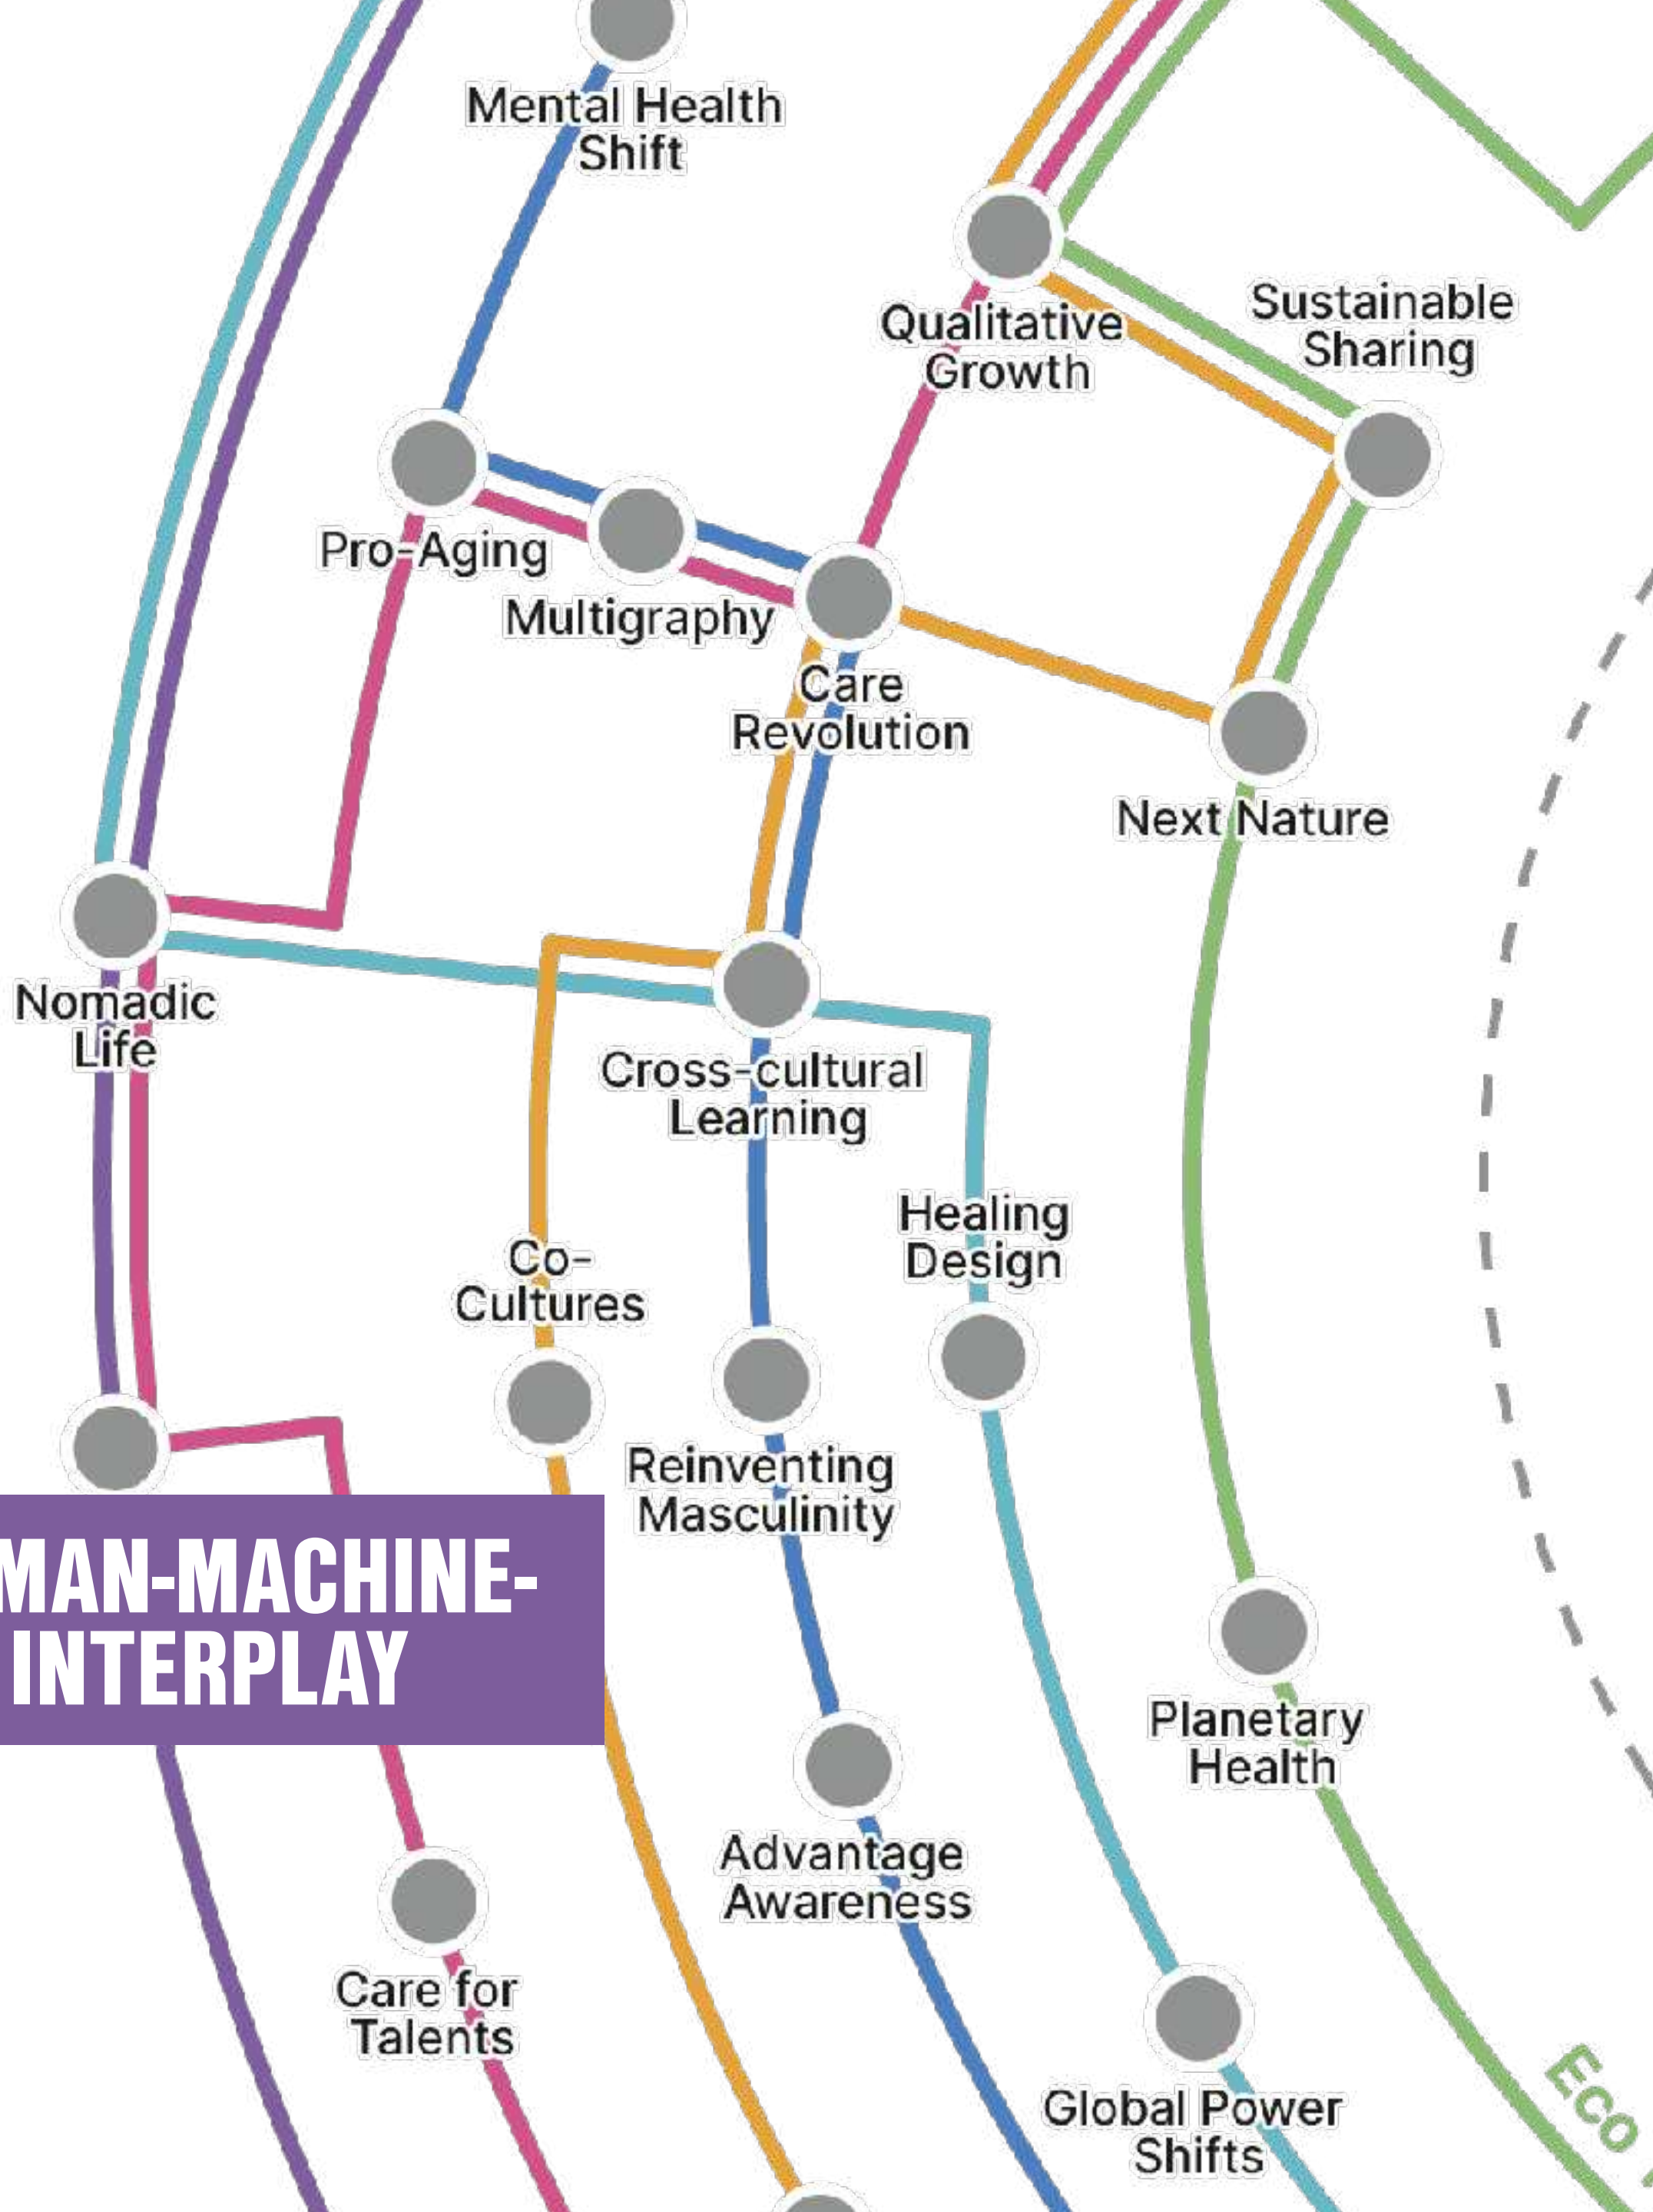 Mental Health
Shift
Qualitative
Growth
Sustainable
Sharing
Pro-Aging
Multigraphy
Care
Revolution
Next Nature
Nomadic
Life
Cross-cultural
Learning
Healing
Design
Co-
Cultures
Reinventing
Masculinity
MAN-MACHINE-
INTERPLAY
Planetary
Health
Advantage
Awareness
Care for
Talents
Global Power
Shifts
Eco